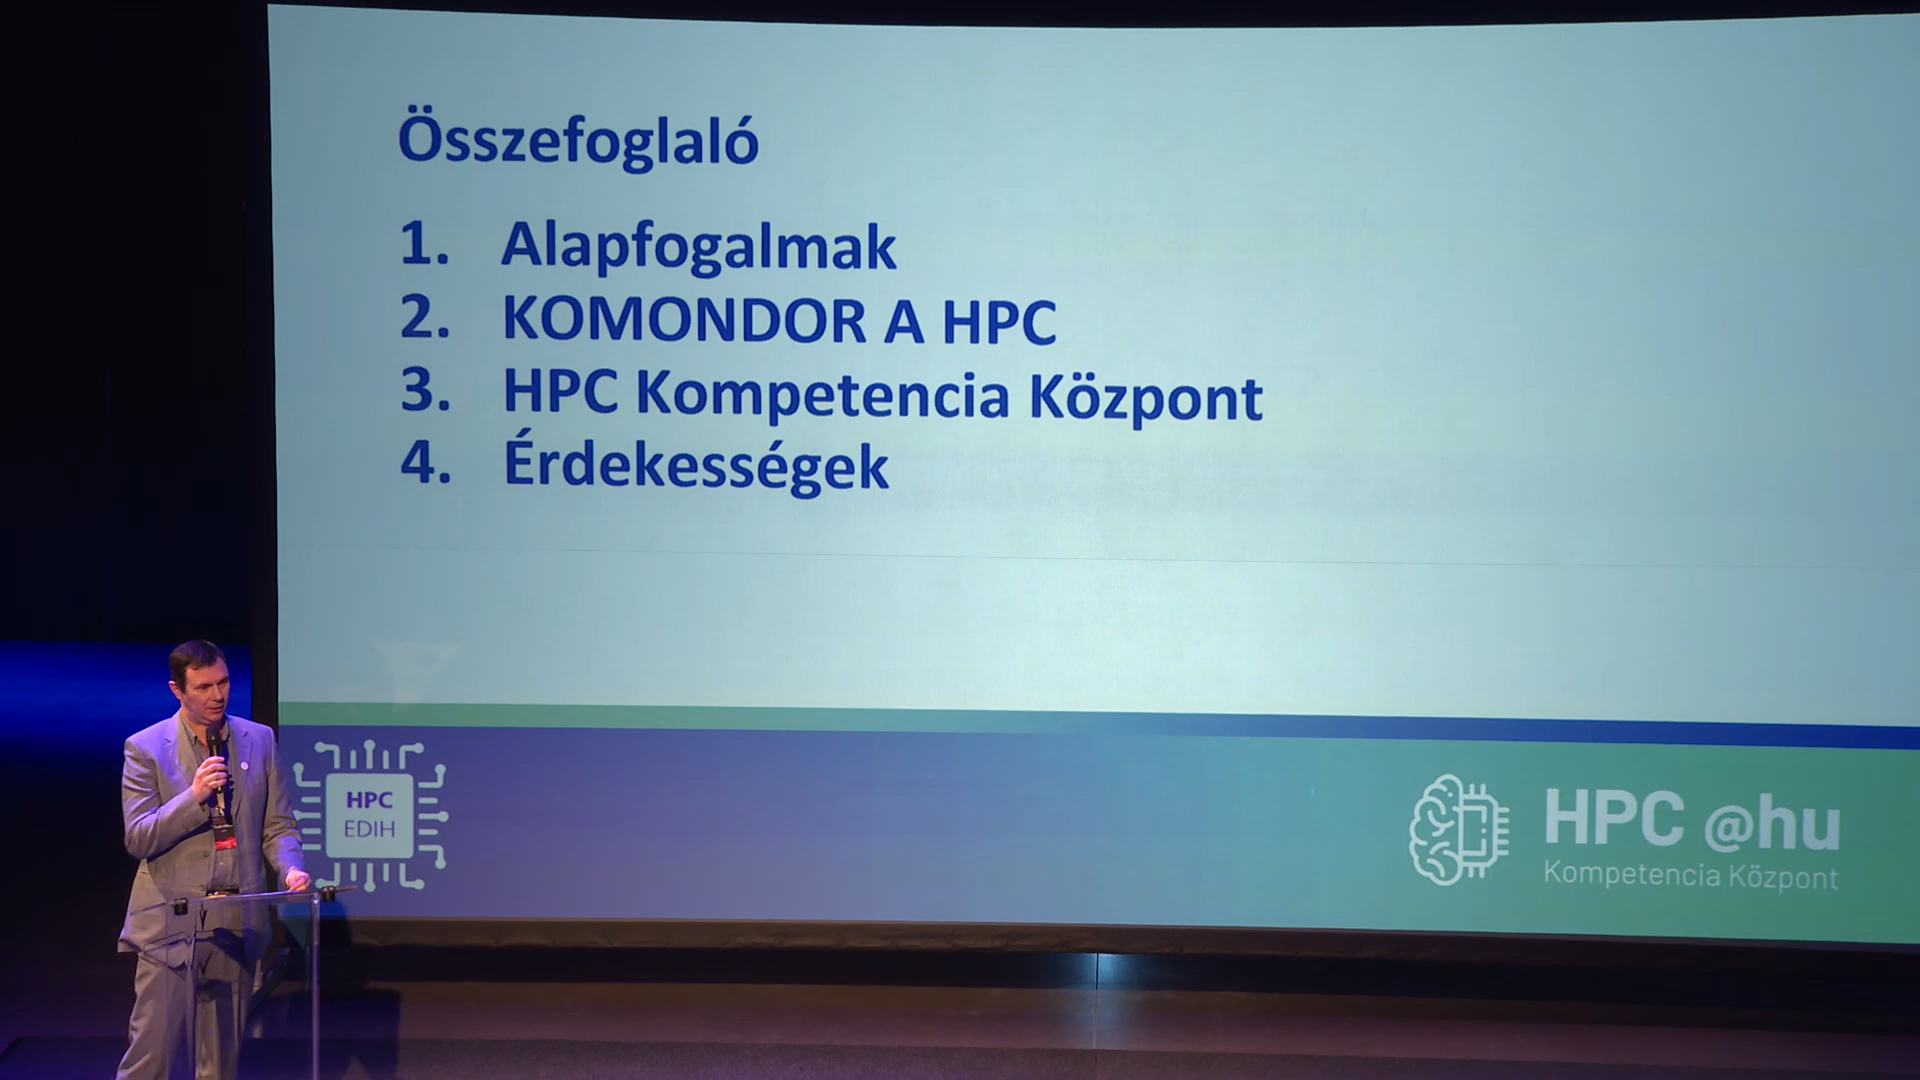 Összefoglaló
1. Alapfogalmak
2. KOMONDOR A HPC
3. HPC Kompetencia Központ
4. Érdekességek
HPC
EDIH
HPC @hu
Kompetencia Központ